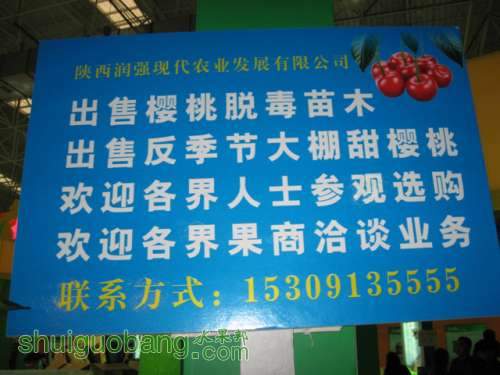 陕西润强现代农业发展有限公司
出售樱桃脱毒苗木
出售反季节大棚甜樱桃
欢迎各界人士参观选购
欢迎各界果商洽谈业务
联系方式：15309135555
shuiguobang.com 水果邦